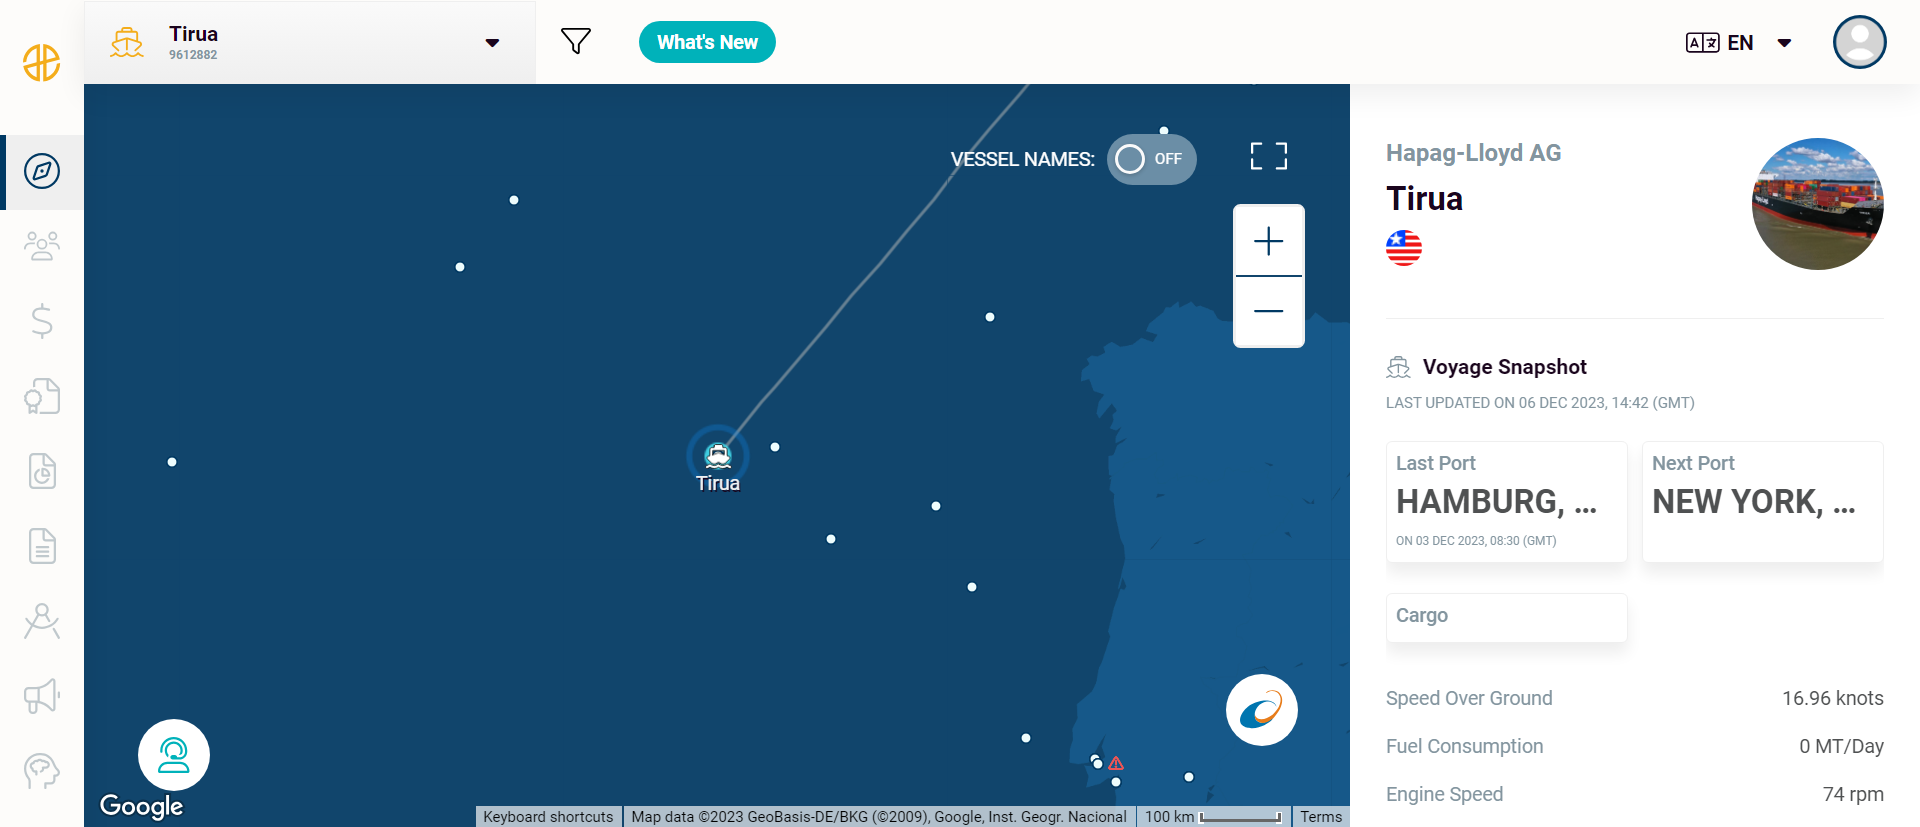 Tirua
9612882
What's New
EN
VESSEL NAMES:
OFF
Tirua
Google
Keyboard shortcuts
Map data ©2023 GeoBasis-DE/BKG (©2009), Google, Inst. Geogr. Nacional
100 km
Terms
Hapag-Lloyd AG
Tirua
Voyage Snapshot
LAST UPDATED ON 06 DEC 2023, 14:42 (GMT)
Last Port
HAMBURG, ...
ON 03 DEC 2023, 08:30 (GMT)
Next Port
NEW YORK, ...
Cargo
Speed Over Ground
16.96 knots
Fuel Consumption
0 MT/Day
Engine Speed
74 rpm